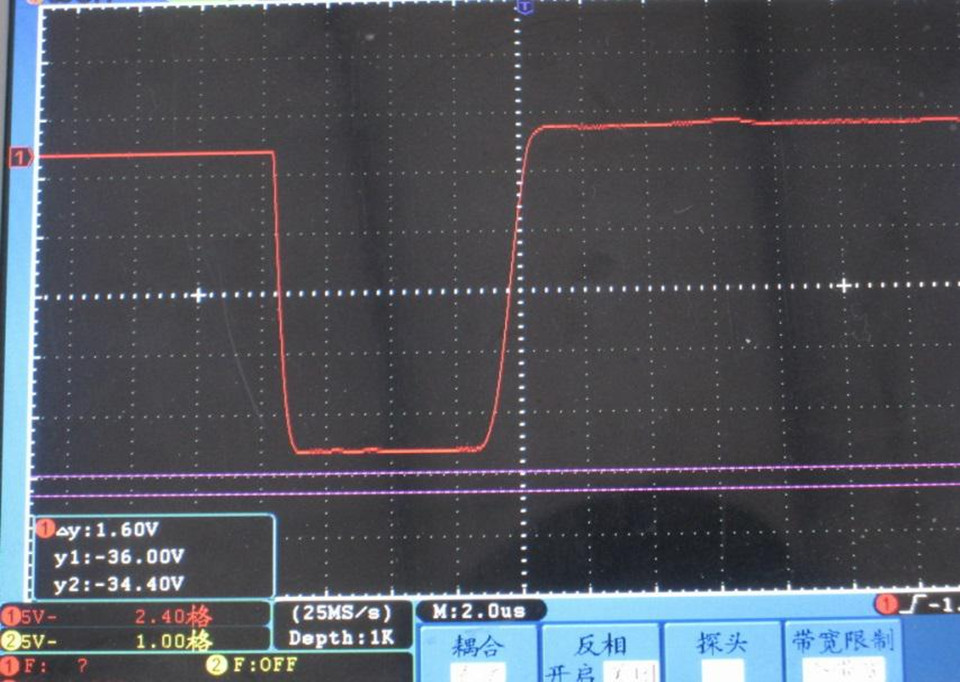 T
1
1 △y:1.60V
y1:-36.00V
y2:-34.40V
1 5V- 2.40格
2 5V- 1.00格
1 F: ? 2 F:OFF
(25MS/s)
Depth:1K
M:2.0us
1 -1.
耦合
反相
开启
探头
带宽限制